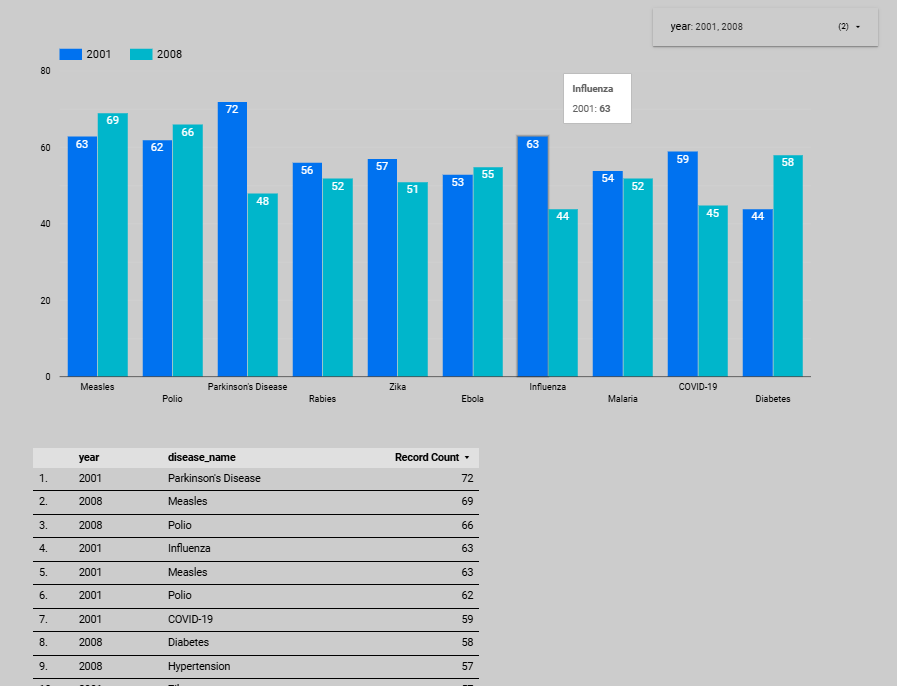 year: 2001, 2008 (2)
2001 2008
80
60
40
20
0
Influenza
2001: 63
63 69 62 66 72 48 56 52 57 51 53 55 63 44 54 52 59 45 44 58
Measles Parkinson's Disease Zika Influenza COVID-19
Polio Rabies Ebola Malaria Diabetes
year disease_name Record Count
1. 2001 Parkinson's Disease 72
2. 2008 Measles 69
3. 2008 Polio 66
4. 2001 Influenza 63
5. 2001 Measles 63
6. 2001 Polio 62
7. 2001 COVID-19 59
8. 2008 Diabetes 58
9. 2008 Hypertension 57